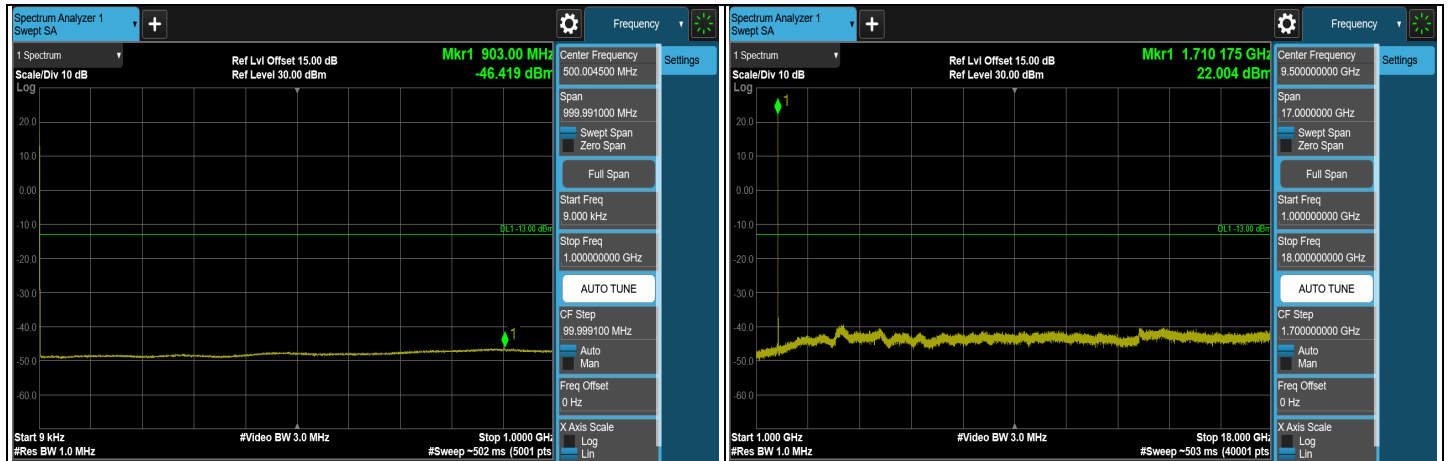 Spectrum Analyzer 1
Swept SA
+
Frequency
1 Spectrum
Scale/Div 10 dB
Log
Ref Lvl Offset 15.00 dB
Ref Level 30.00 dBm
Mkr1 903.00 MHz
-46.419 dBm
20.0
10.0
0.00
-10.0
-20.0
-30.0
-40.0
-50.0
-60.0
DL1 -13.00 dBm
1
Start 9 kHz
#Res BW 1.0 MHz
#Video BW 3.0 MHz
Stop 1.0000 GHz
#Sweep ~502 ms (5001 pts
Center Frequency
500.004500 MHz
Settings
Span
999.991000 MHz
Swept Span
Zero Span
Full Span
Start Freq
9.000 kHz
Stop Freq
1.000000000 GHz
AUTO TUNE
CF Step
99.999100 MHz
Auto
Man
Freq Offset
0 Hz
X Axis Scale
Log
Lin
Spectrum Analyzer 1
Swept SA
+
Frequency
1 Spectrum
Scale/Div 10 dB
Log
Ref Lvl Offset 15.00 dB
Ref Level 30.00 dBm
Mkr1 1.710 175 GHz
22.004 dBm
1
20.0
10.0
0.00
-10.0
-20.0
-30.0
-40.0
-50.0
-60.0
DL1 -13.00 dBm
Start 1.000 GHz
#Res BW 1.0 MHz
#Video BW 3.0 MHz
Stop 18.000 GHz
#Sweep ~503 ms (40001 pts
Center Frequency
9.500000000 GHz
Settings
Span
17.0000000 GHz
Swept Span
Zero Span
Full Span
Start Freq
1.000000000 GHz
Stop Freq
18.000000000 GHz
AUTO TUNE
CF Step
1.700000000 GHz
Auto
Man
Freq Offset
0 Hz
X Axis Scale
Log
Lin